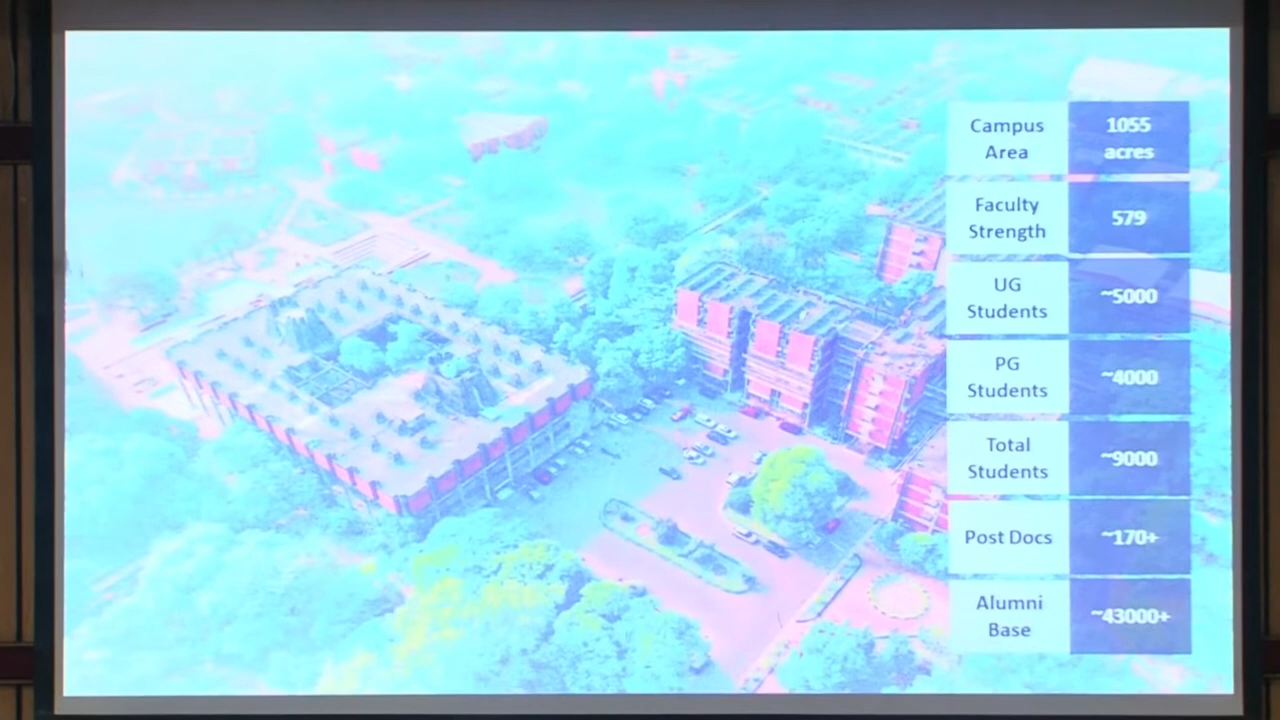 Campus
Area
1055
acres
Faculty
Strength
579
UG
Students
~5000
PG
Students
~4000
Total
Students
~9000
Post Docs
~170+
Alumni
Base
~43000+